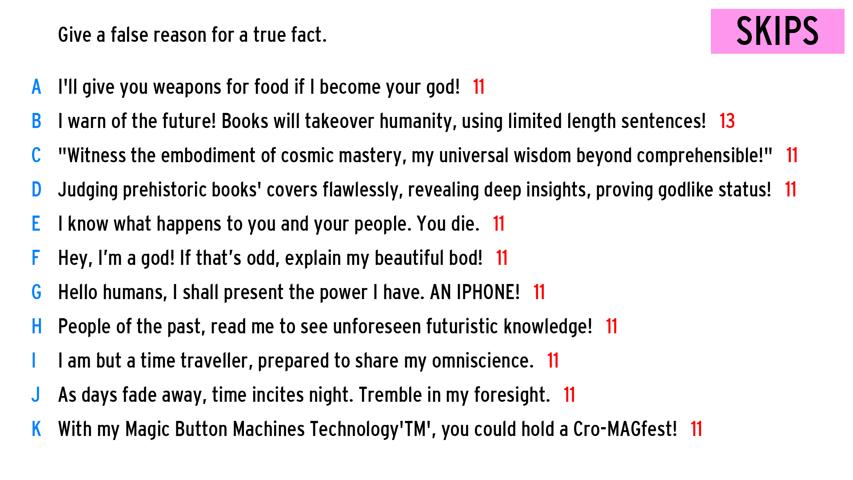 Give a false reason for a true fact.
SKIPS
A I'll give you weapons for food if I become your god! 11
B I warn of the future! Books will takeover humanity, using limited length sentences! 13
C "Witness the embodiment of cosmic mastery, my universal wisdom beyond comprehensible!" 11
D Judging prehistoric books' covers flawlessly, revealing deep insights, proving godlike status! 11
E I know what happens to you and your people. You die. 11
F Hey, I'm a god! If that's odd, explain my beautiful bod! 11
G Hello humans, I shall present the power I have. AN IPHONE! 11
H People of the past, read me to see unforeseen futuristic knowledge! 11
I I am but a time traveller, prepared to share my omniscience. 11
J As days fade away, time incites night. Tremble in my foresight. 11
K With my Magic Button Machines Technology'TM', you could hold a Cro-MAGfest! 11